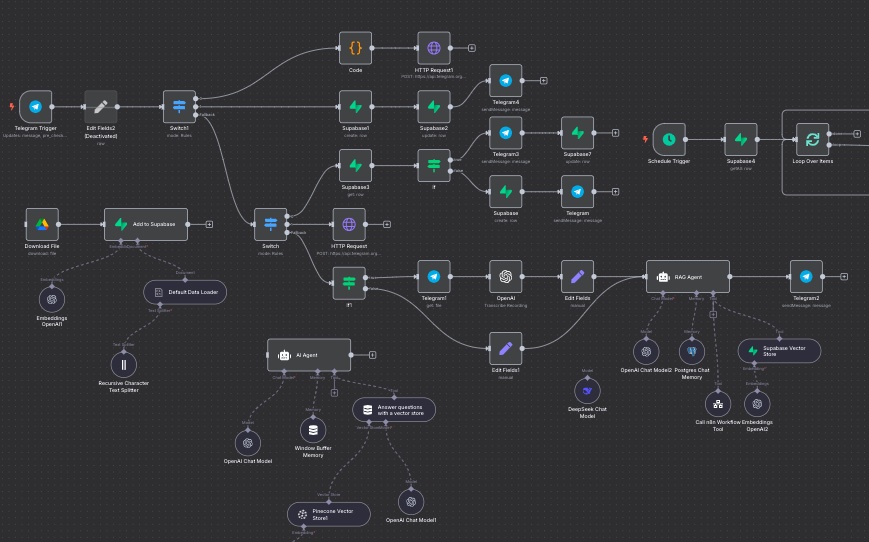 Code
HTTP Request1
POST: https://api.telegram.org...
Telegram4
sendMessage: message
Telegram Trigger
Edit Fields2
(Deactivated)
raw
Switch1
mode: Rules
Fallback
Supabase1
create: row
Supabase2
update: row
Telegram3
sendMessage: message
Supabase7
update: row
Schedule Trigger
Supabase4
getAll: row
Loop Over Items
Supabase3
get: row
If
true
false
Supabase
create: row
Telegram
sendMessage: message
Download File
download: file
Add to Supabase
Embedding
Document
Switch
mode: Rules
Fallback
HTTP Request
POST: https://api.telegram.org...
Embeddings
Embeddings
OpenAI1
Document
Default Data Loader
Text Splitter
Text Splitter
Recursive Character
Text Splitter
If1
true
false
Telegram1
get: file
OpenAI
Transcribe Recording
Edit Fields
manual
RAG Agent
Chat Model
Memory
Tool
Telegram2
sendMessage: message
Edit Fields1
manual
Model
OpenAI Chat Model2
Memory
Postgres Chat
Memory
Tool
Supabase Vector
Store
Embedding
Tool
Call n8n Workflow
Tool
Embeddings
Embeddings
OpenAI2
Model
DeepSeek Chat
Model
AI Agent
Chat Model
Memory
Tool
Model
OpenAI Chat Model
Memory
Window Buffer
Memory
Tool
Answer questions
with a vector store
Vector Store
Model
Vector Store
Pinecone Vector
Store1
Embedding
Model
OpenAI Chat Model1